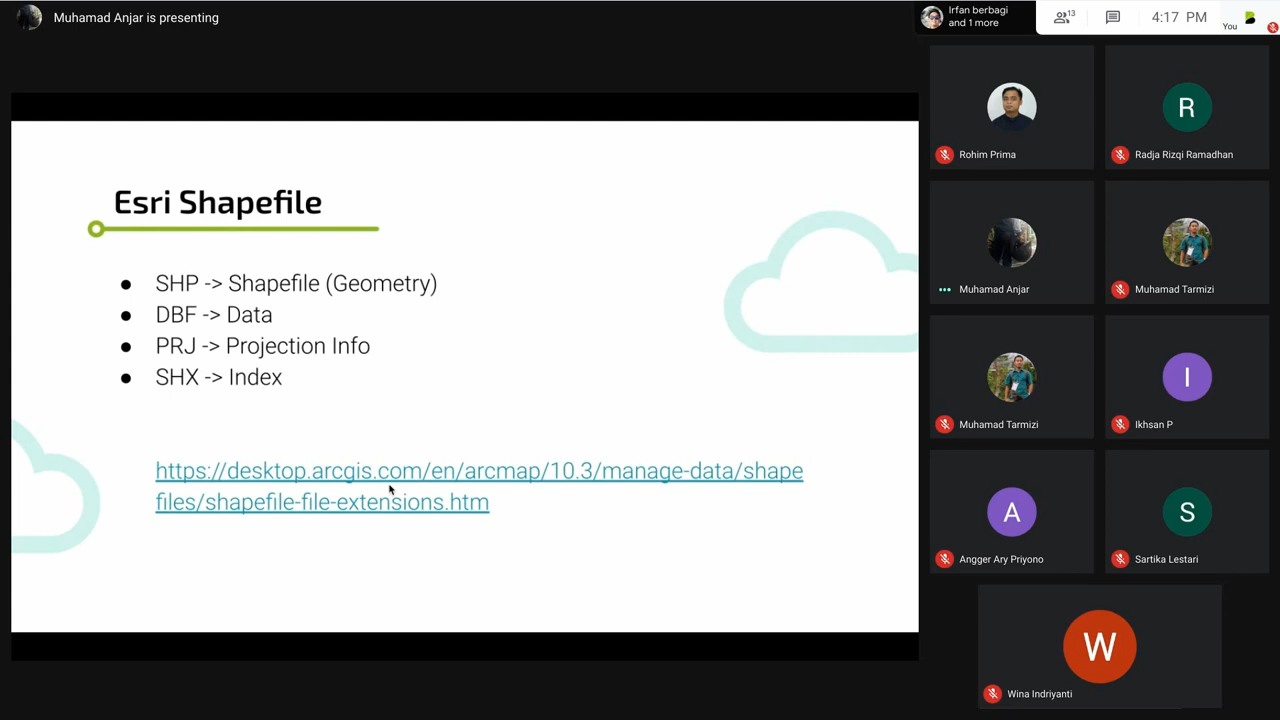 Muhamad Anjar is presenting
Irfan berbagi
and 1 more
13
4:17 PM
You
Esri Shapefile
● SHP -> Shapefile (Geometry)
● DBF -> Data
● PRJ -> Projection Info
● SHX -> Index
https://desktop.arcgis.com/en/arcmap/10.3/manage-data/shape
files/shapefile-file-extensions.htm
Rohim Prima
R
Radja Rizqi Ramadhan
Muhamad Anjar
Muhamad Tarmizi
Muhamad Tarmizi
I
Ikhsan P
A
Angger Ary Priyono
S
Sartika Lestari
W
Wina Indriyanti